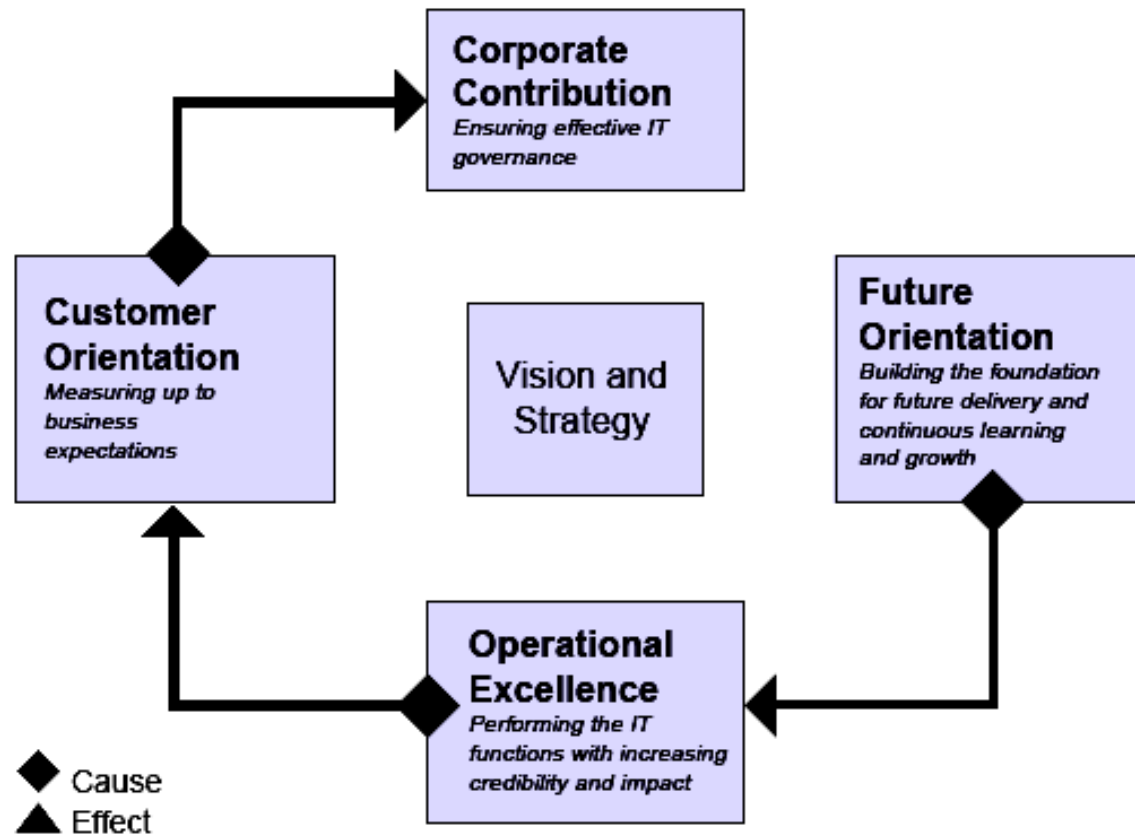 Corporate
Contribution
Ensuring effective IT
governance
Customer
Orientation
Measuring up to
business
expectations
Vision and
Strategy
Future
Orientation
Building the foundation
for future delivery and
continuous learning
and growth
Operational
Excellence
Performing the IT
functions with increasing
credibility and impact
Cause
Effect